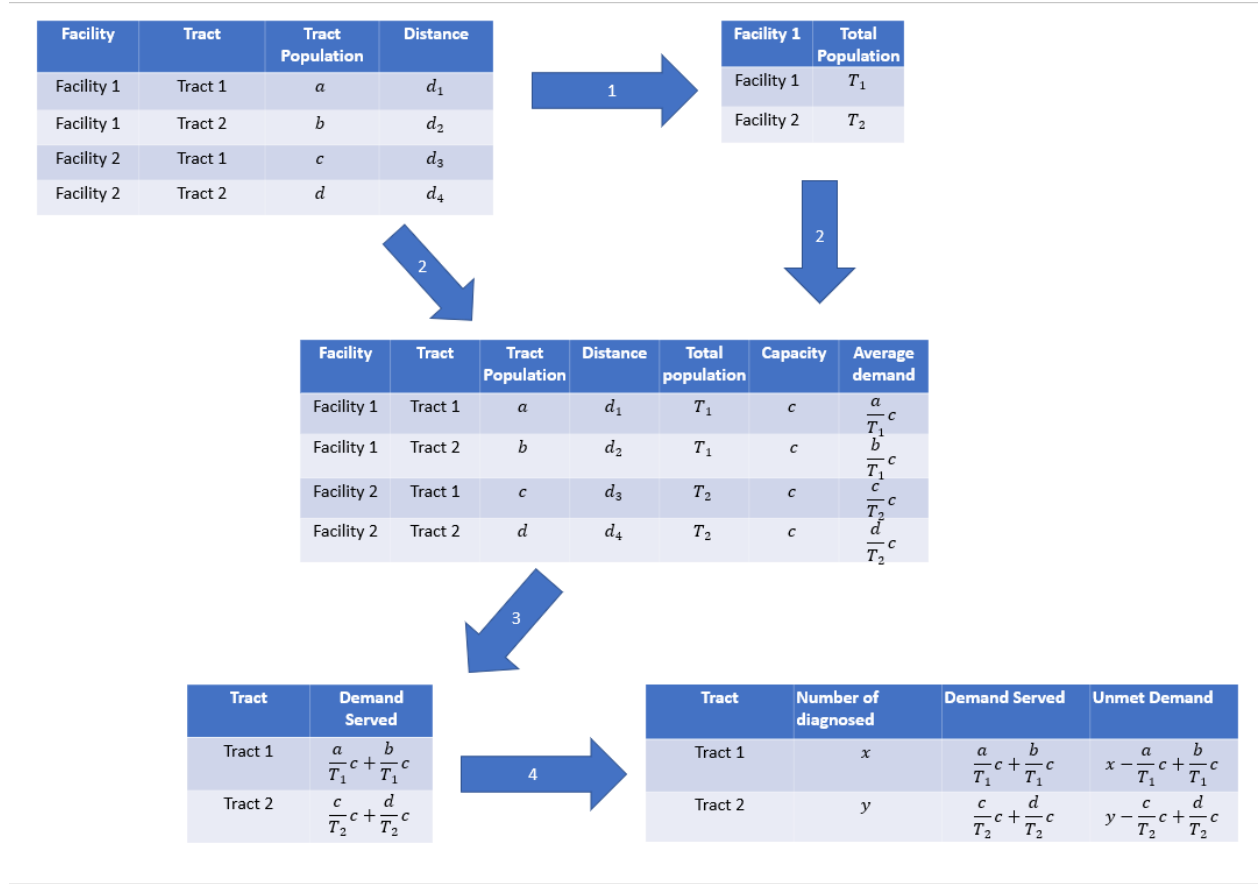 Facility Tract Tract Population Distance
Facility 1 Tract 1 a d₁
Facility 1 Tract 2 b d₂
Facility 2 Tract 1 c d₃
Facility 2 Tract 2 d d₄
1
Facility 1 Total Population
Facility 1 T₁
Facility 2 T₂
2
2
Facility Tract Tract Population Distance Total population Capacity Average demand
Facility 1 Tract 1 a d₁ T₁ c a/T₁ c
Facility 1 Tract 2 b d₂ T₁ c b/T₁ c
Facility 2 Tract 1 c d₃ T₂ c c/T₂ c
Facility 2 Tract 2 d d₄ T₂ c d/T₂ c
3
Tract Demand Served
Tract 1 a/T₁ c + b/T₁ c
Tract 2 c/T₂ c + d/T₂ c
4
Tract Number of diagnosed Demand Served Unmet Demand
Tract 1 x a/T₁ c + b/T₁ c x − a/T₁ c + b/T₁ c
Tract 2 y c/T₂ c + d/T₂ c y − c/T₂ c + d/T₂ c